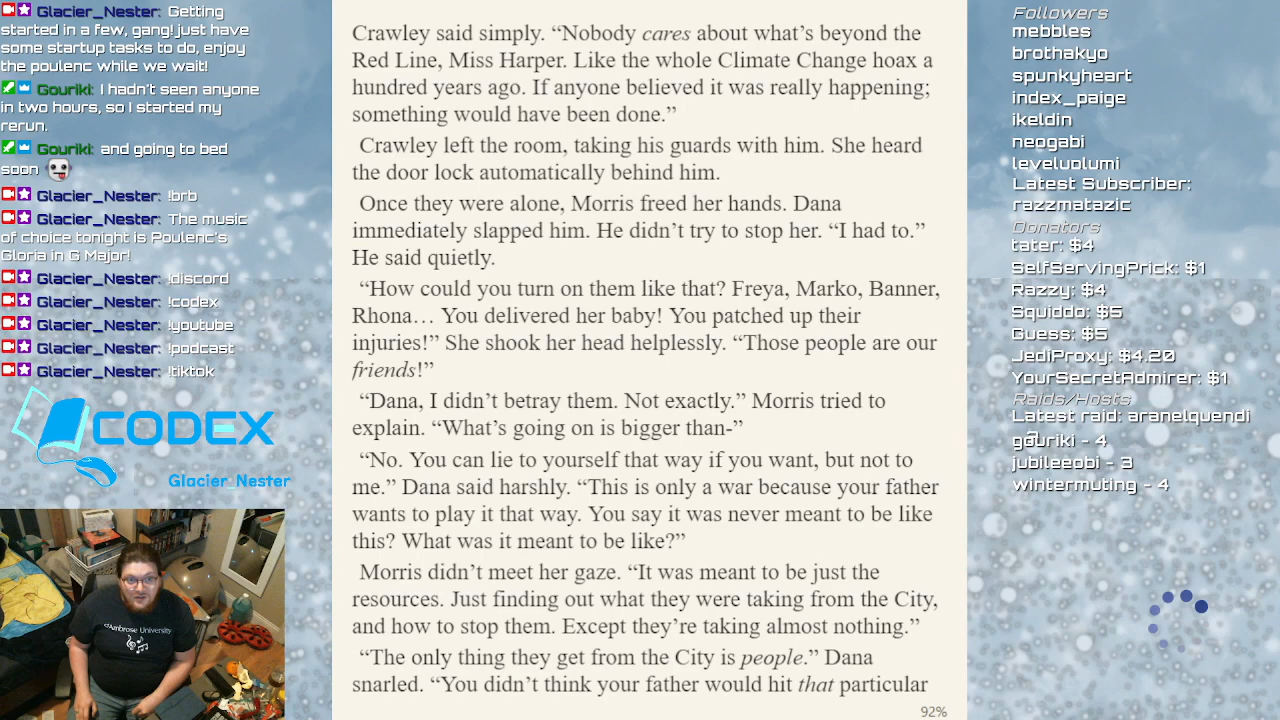 Glacier_Nester: Getting
started in a few, gang! just have
some startup tasks to do, enjoy
the poulenc while we wait!
Gouriki: I hadn't seen anyone
in two hours, so I started my
rerun.
Gouriki: and going to bed
soon
Glacier_Nester: !brb
Glacier_Nester: The music
of choice tonight is Poulenc's
Gloria in G Major!
Glacier_Nester: !discord
Glacier_Nester: !codex
Glacier_Nester: !youtube
Glacier_Nester: !podcast
Glacier_Nester: !tiktok
CODEX
Glacier_Nester
Ambrose University
Crawley said simply. “Nobody cares about what’s beyond the
Red Line, Miss Harper. Like the whole Climate Change hoax a
hundred years ago. If anyone believed it was really happening;
something would have been done.”
Crawley left the room, taking his guards with him. She heard
the door lock automatically behind him.
Once they were alone, Morris freed her hands. Dana
immediately slapped him. He didn’t try to stop her. “I had to.”
He said quietly.
“How could you turn on them like that? Freya, Marko, Banner,
Rhona… You delivered her baby! You patched up their
injuries!” She shook her head helplessly. “Those people are our
friends!”
“Dana, I didn’t betray them. Not exactly.” Morris tried to
explain. “What’s going on is bigger than-”
“No. You can lie to yourself that way if you want, but not to
me.” Dana said harshly. “This is only a war because your father
wants to play it that way. You say it was never meant to be like
this? What was it meant to be like?”
Morris didn’t meet her gaze. “It was meant to be just the
resources. Just finding out what they were taking from the City,
and how to stop them. Except they’re taking almost nothing.”
“The only thing they get from the City is people.” Dana
snarled. “You didn’t think your father would hit that particular
92%
Followers
mebbles
brothakyo
spunkyheart
index_paige
ikeldin
neogabi
leveluplumi
Latest Subscriber:
razzmatazic
Donators
tater: $4
SelfServingPrick: $1
Razzy: $4
Squiddo: $5
Guess: $5
JediProxy: $4.20
YourSecretAdmirer: $1
Raids/Hosts
Latest raid: aranelquendi
gouriki - 4
jubileeobi - 3
wintermuting - 4